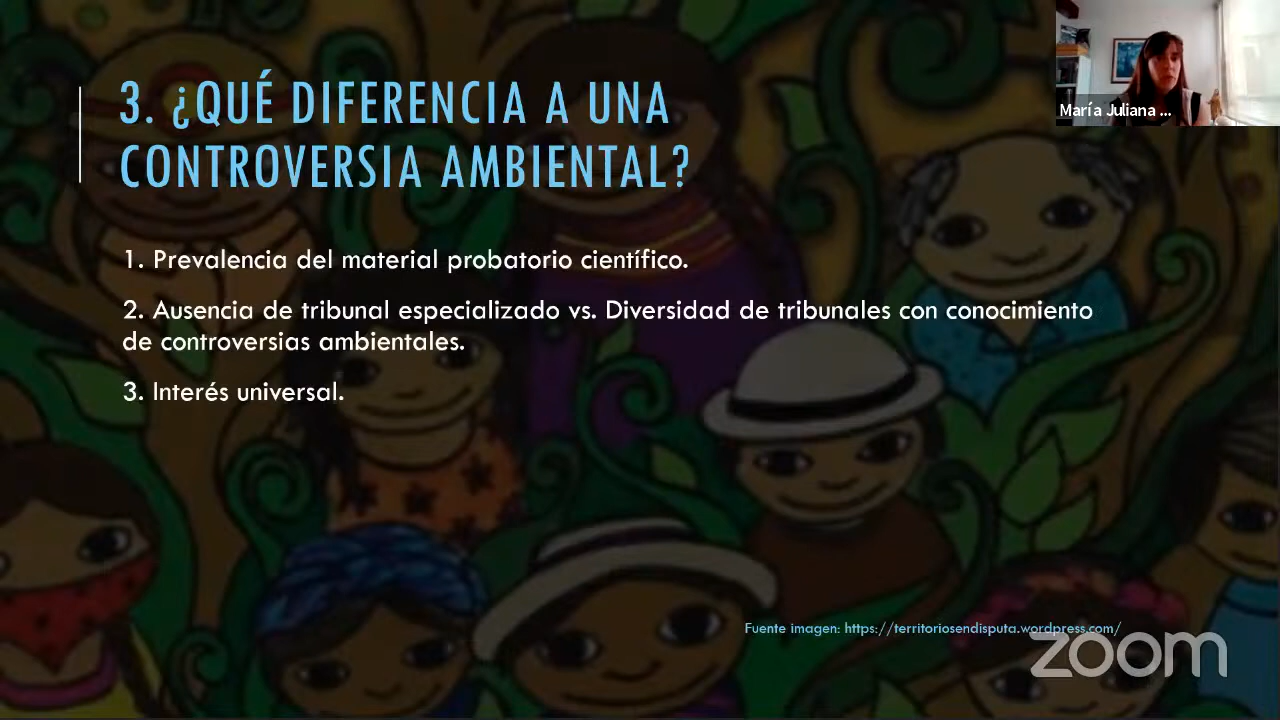 3. ¿QUÉ DIFERENCIA A UNA
CONTROVERSIA AMBIENTAL?
1. Prevalencia del material probatorio científico.
2. Ausencia de tribunal especializado vs. Diversidad de tribunales con conocimiento
de controversias ambientales.
3. Interés universal.
María Juliana ...
Fuente imagen: https://territoriosendisputa.wordpress.com/
zoom